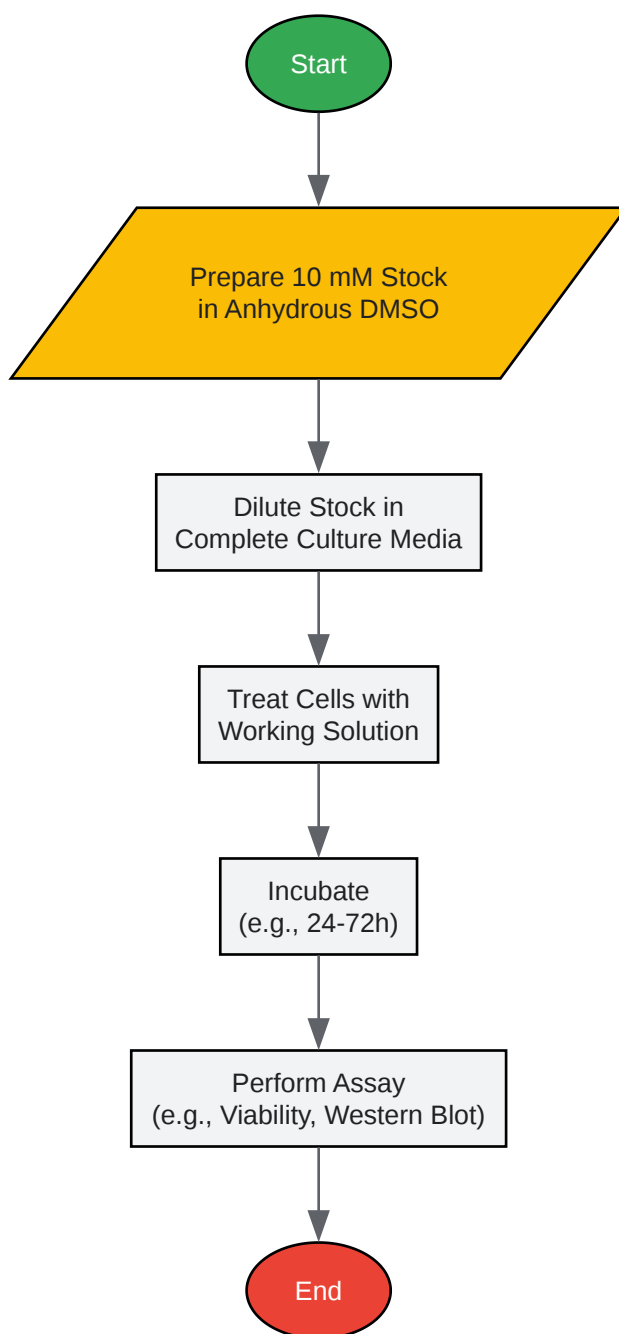 Start
Prepare 10 mM Stock
in Anhydrous DMSO
Dilute Stock in
Complete Culture Media
Treat Cells with
Working Solution
Incubate
(e.g., 24-72h)
Perform Assay
(e.g., Viability, Western Blot)
End